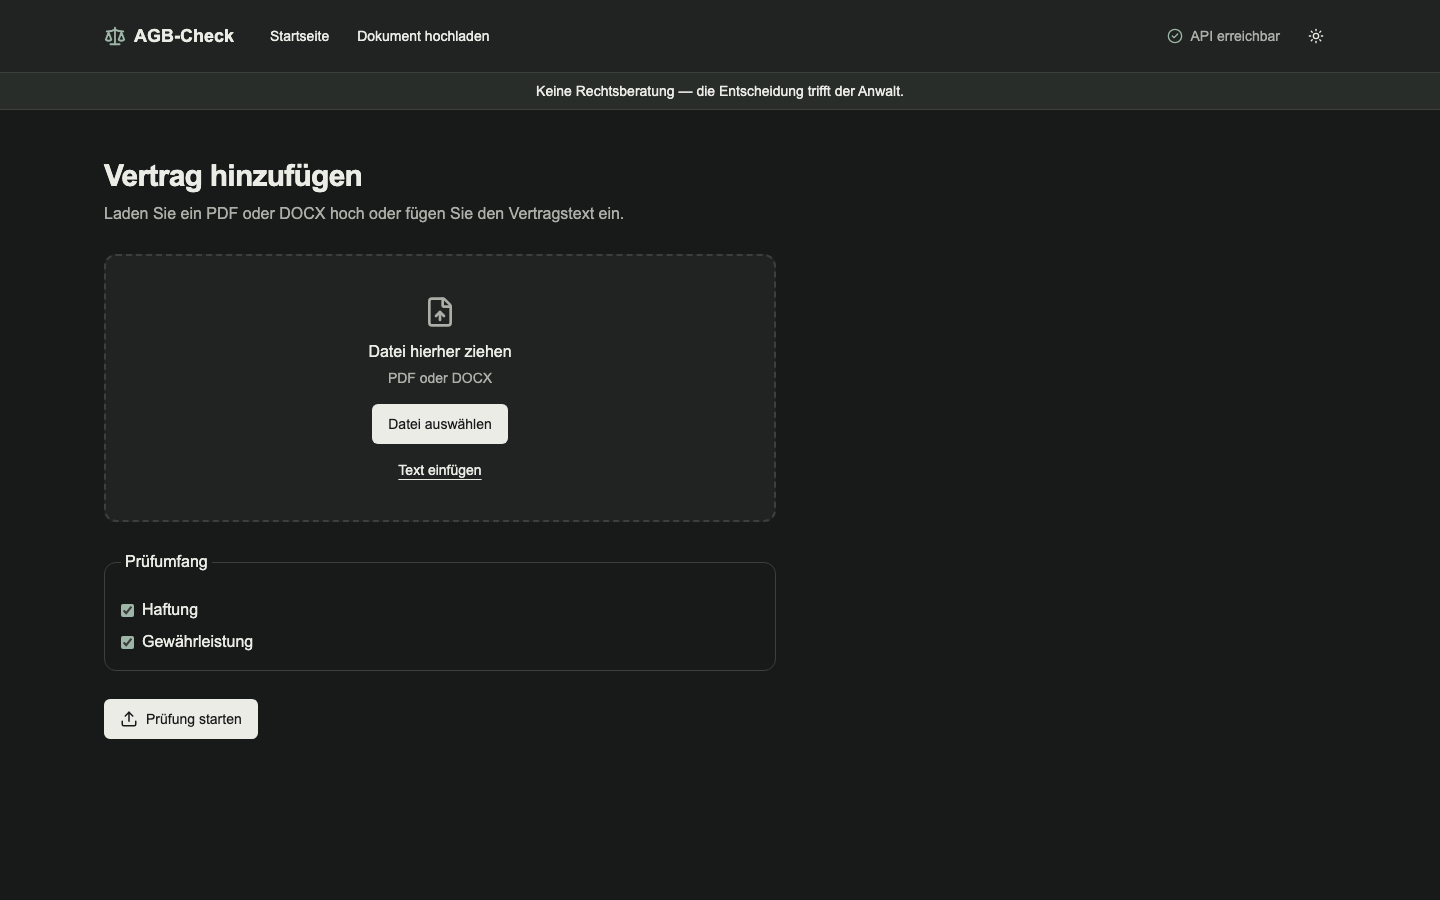 AGB-Check
Startseite
Dokument hochladen
API erreichbar
Keine Rechtsberatung — die Entscheidung trifft der Anwalt.
Vertrag hinzufügen
Laden Sie ein PDF oder DOCX hoch oder fügen Sie den Vertragstext ein.
Datei hierher ziehen
PDF oder DOCX
Datei auswählen
Text einfügen
Prüfumfang
Haftung
Gewährleistung
Prüfung starten